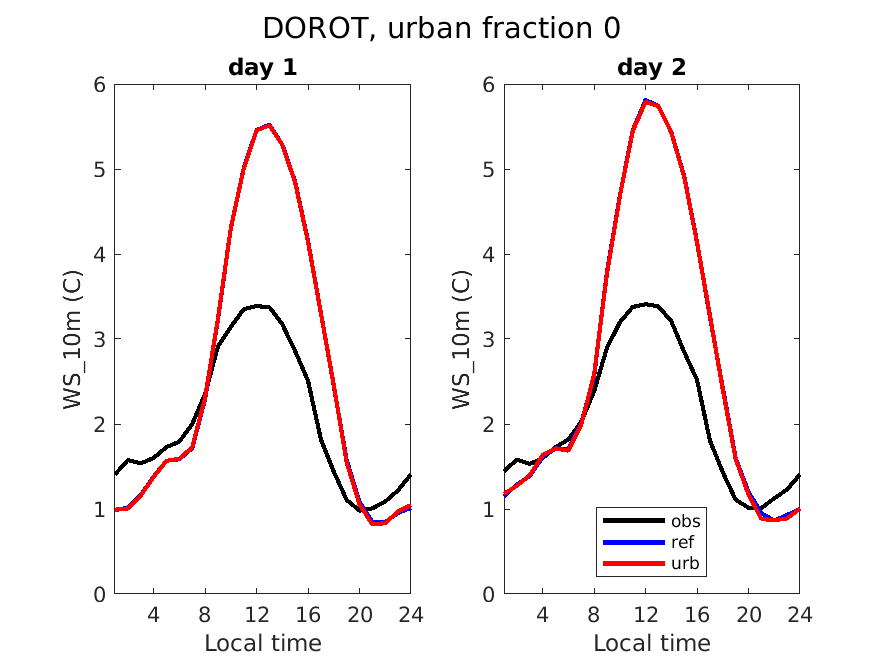 DOROT, urban fraction 0
day 1
day 2
WS_10m (C)
6
5
4
3
2
1
0
4 8 12 16 20 24
Local time
WS_10m (C)
6
5
4
3
2
1
0
4 8 12 16 20 24
Local time
obs
ref
urb